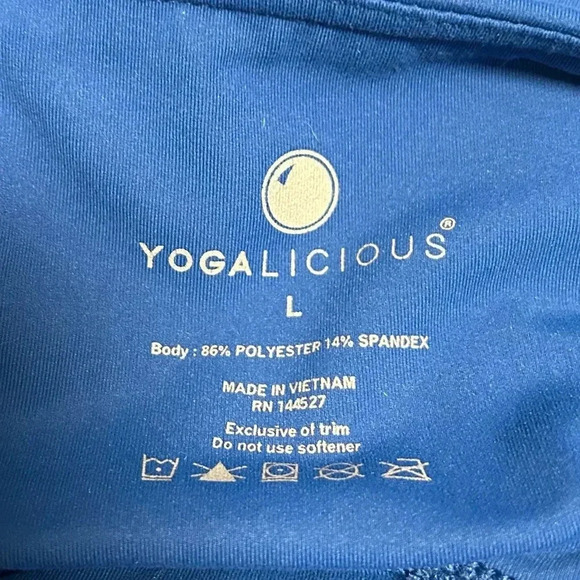 YOGALICIOUS®
L
Body : 86% POLYESTER 14% SPANDEX
MADE IN VIETNAM
RN 144527
Exclusive of trim
Do not use softener